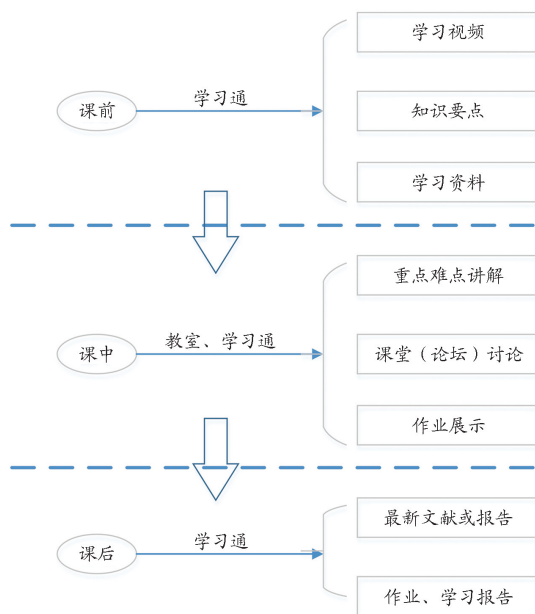 学习视频
课前
学习通
知识要点
学习资料
重点难点讲解
课中
教室、学习通
课堂（论坛）讨论
作业展示
最新文献或报告
课后
学习通
作业、学习报告